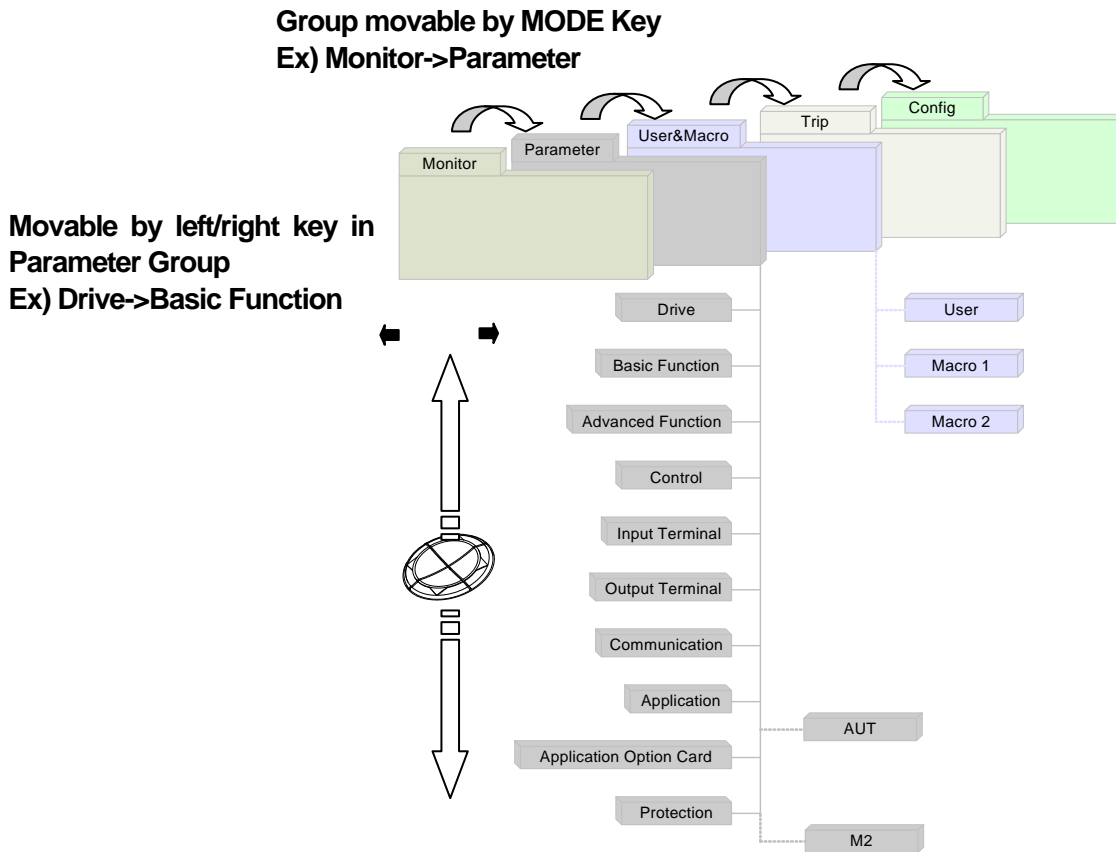 Group movable by MODE Key
Ex) Monitor->Parameter
Config
Trip
User&Macro
Parameter
Monitor
Movable by left/right key in
Parameter Group
Ex) Drive->Basic Function
Drive
User
Basic Function
Macro 1
Advanced Function
Macro 2
Control
Input Terminal
Output Terminal
Communication
Application
AUT
Application Option Card
Protection
M2